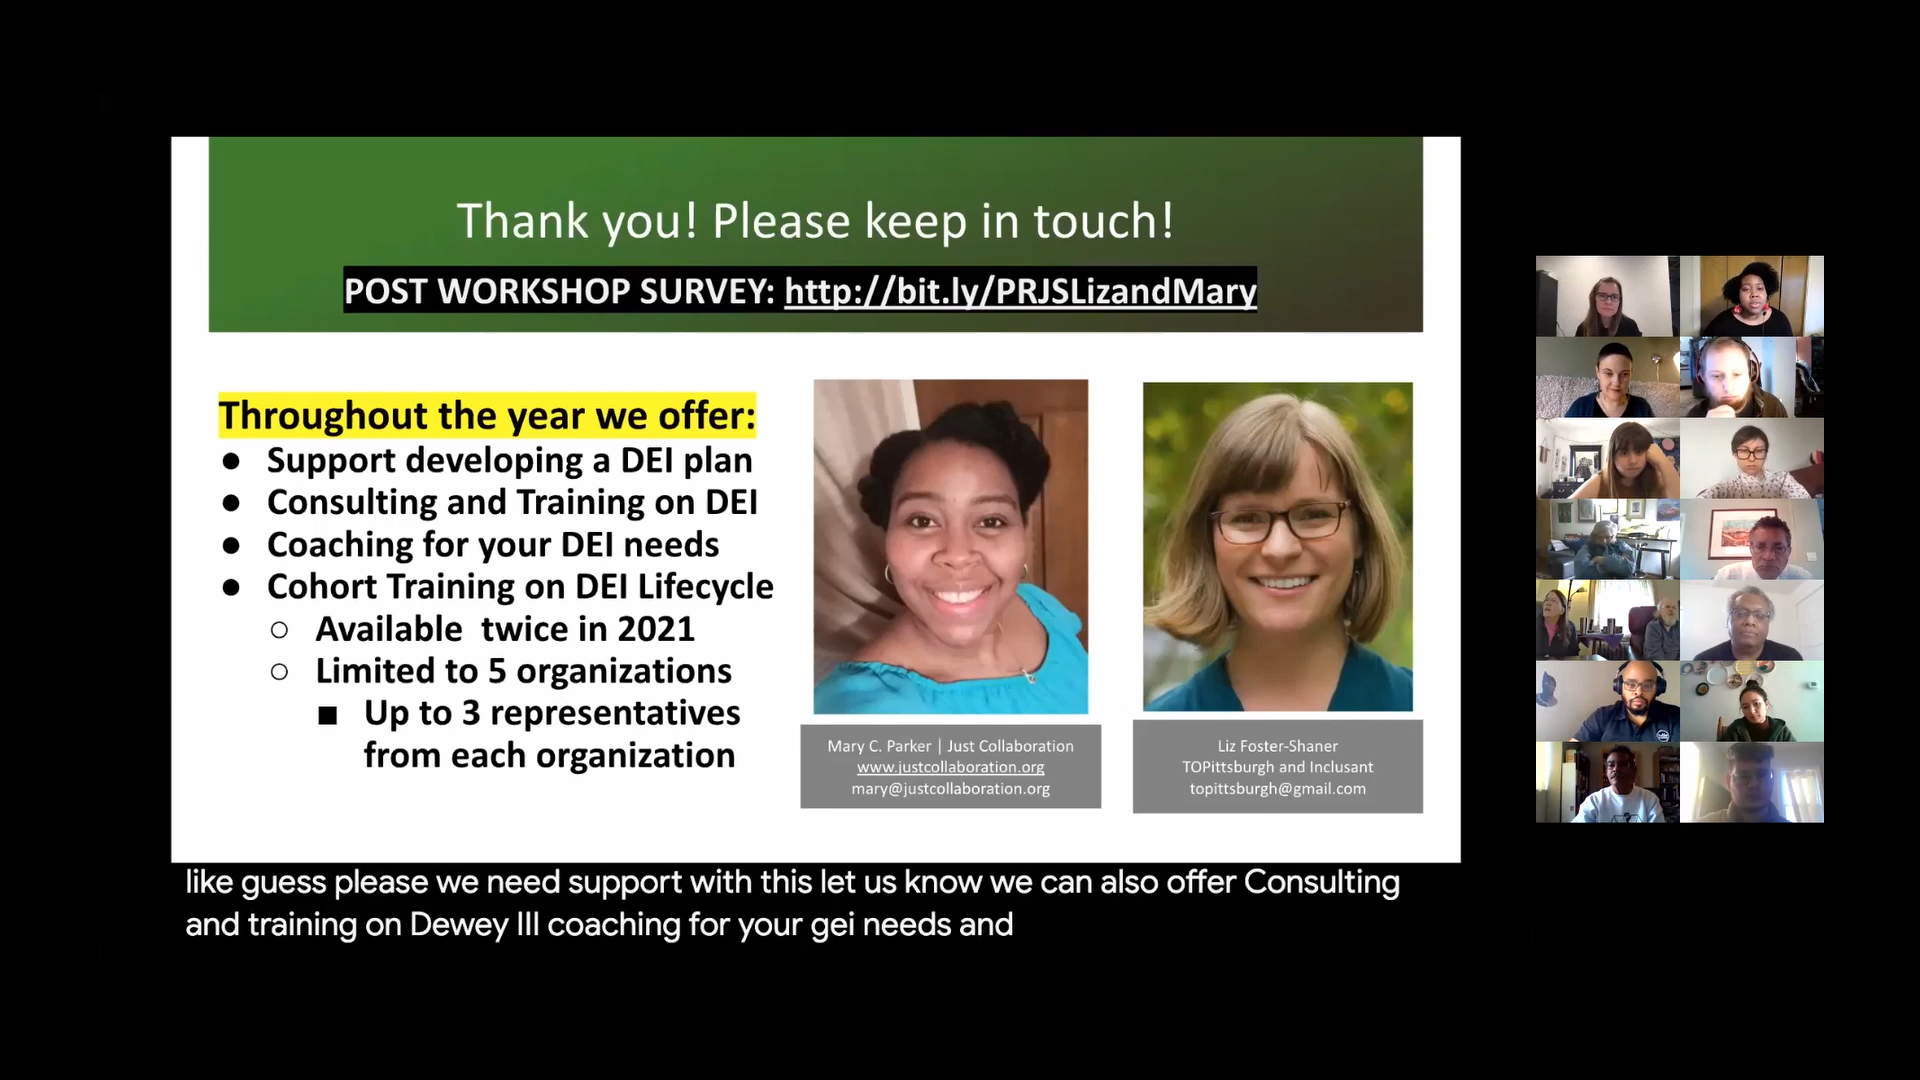 Thank you! Please keep in touch!
POST WORKSHOP SURVEY: http://bit.ly/PRJSLizandMary
Throughout the year we offer:
● Support developing a DEI plan
● Consulting and Training on DEI
● Coaching for your DEI needs
● Cohort Training on DEI Lifecycle
○ Available twice in 2021
○ Limited to 5 organizations
■ Up to 3 representatives
from each organization
Mary C. Parker | Just Collaboration
www.justcollaboration.org
mary@justcollaboration.org
Liz Foster-Shaner
TOPittsburgh and Inclusant
topittsburgh@gmail.com
like guess please we need support with this let us know we can also offer Consulting
and training on Dewey III coaching for your gei needs and